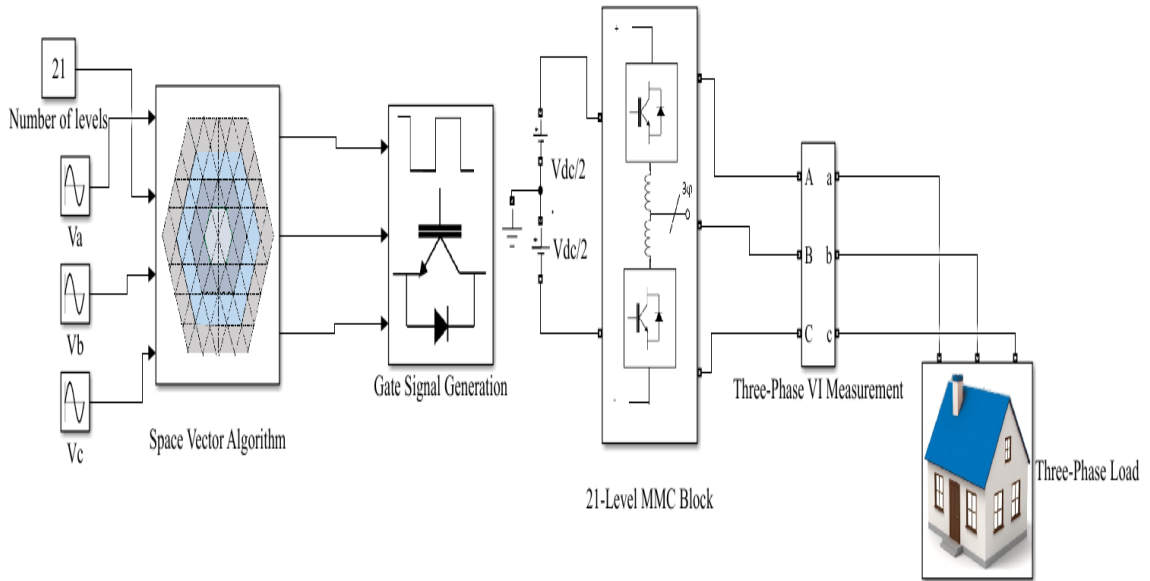 21
Number of levels
Va
Vb
Vc
Space Vector Algorithm
Gate Signal Generation
+
Vdc/2
+
Vdc/2
+
3φ
-
21-Level MMC Block
A a
B b
C c
Three-Phase VI Measurement
Three-Phase Load